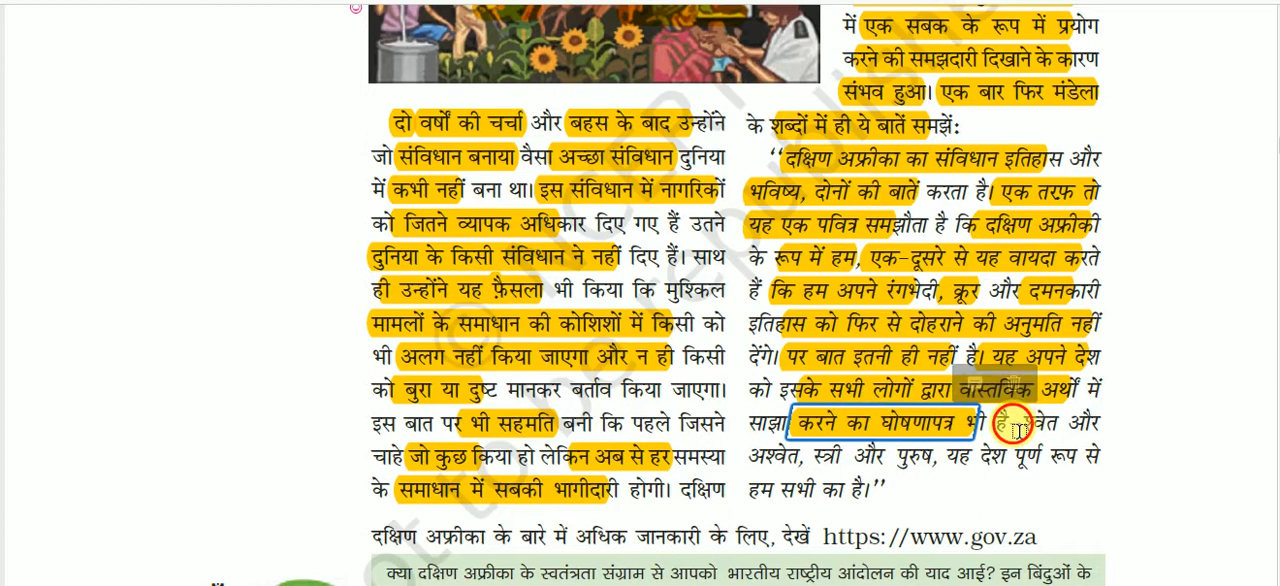 दो वर्षों की चर्चा और बहस के बाद उन्होंने
जो संविधान बनाया वैसा अच्छा संविधान दुनिया
में कभी नहीं बना था। इस संविधान में नागरिकों
को जितने व्यापक अधिकार दिए गए हैं उतने
दुनिया के किसी संविधान ने नहीं दिए हैं। साथ
ही उन्होंने यह फ़ैसला भी किया कि मुश्किल
मामलों के समाधान की कोशिशों में किसी को
भी अलग नहीं किया जाएगा और न ही किसी
को बुरा या दुष्ट मानकर बर्ताव किया जाएगा।
इस बात पर भी सहमति बनी कि पहले जिसने
चाहे जो कुछ किया हो लेकिन अब से हर समस्या
के समाधान में सबकी भागीदारी होगी। दक्षिण
में एक सबक के रूप में प्रयोग
करने की समझदारी दिखाने के कारण
संभव हुआ। एक बार फिर मंडेला
के शब्दों में ही ये बातें समझें:
‘‘दक्षिण अफ्रीका का संविधान इतिहास और
भविष्य, दोनों की बातें करता है। एक तरफ़ तो
यह एक पवित्र समझौता है कि दक्षिण अफ्रीकी
के रूप में हम, एक-दूसरे से यह वायदा करते
हैं कि हम अपने रंगभेदी, क्रूर और दमनकारी
इतिहास को फिर से दोहराने की अनुमति नहीं
देंगे। पर बात इतनी ही नहीं है। यह अपने देश
को इसके सभी लोगों द्वारा वास्तविक अर्थों में
साझा करने का घोषणापत्र भी है श्वेत और
अश्वेत, स्त्री और पुरुष, यह देश पूर्ण रूप से
हम सभी का है।’’
दक्षिण अफ्रीका के बारे में अधिक जानकारी के लिए, देखें https://www.gov.za
क्या दक्षिण अफ्रीका के स्वतंत्रता संग्राम से आपको भारतीय राष्ट्रीय आंदोलन की याद आई? इन बिंदुओं के